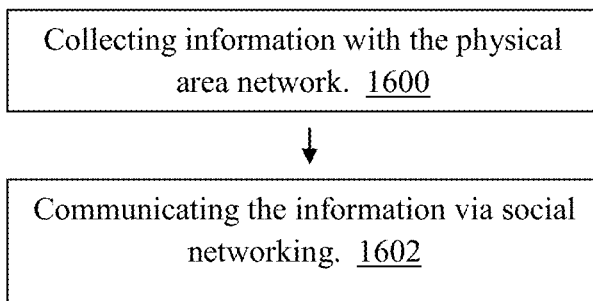 Collecting information with the physical
area network. 1600
Communicating the information via social
networking. 1602